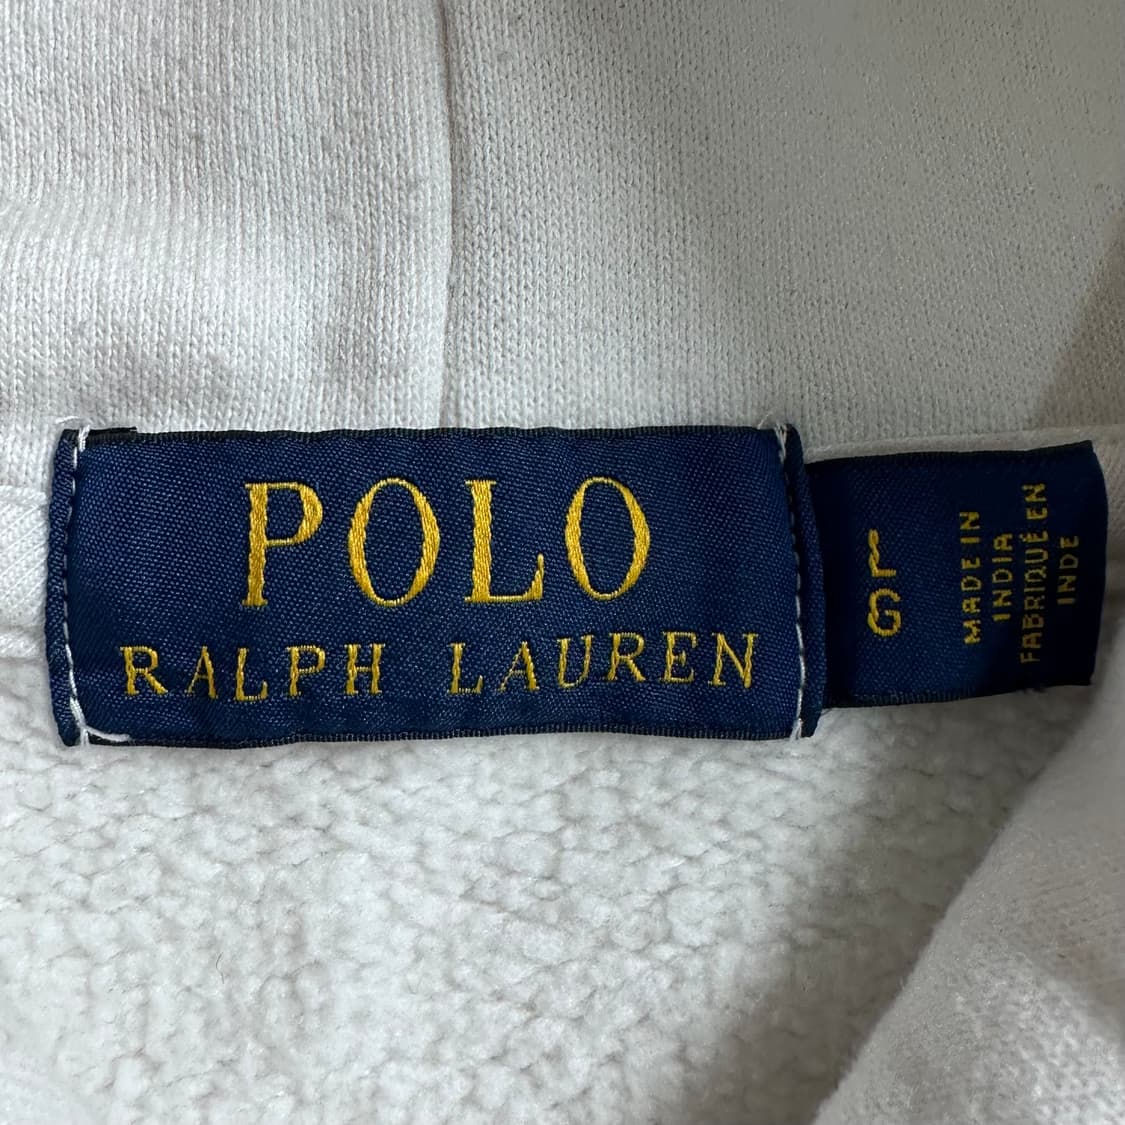 POLO
RALPH LAUREN
MADE IN
INDIA
FABRIQUÉ EN
INDE